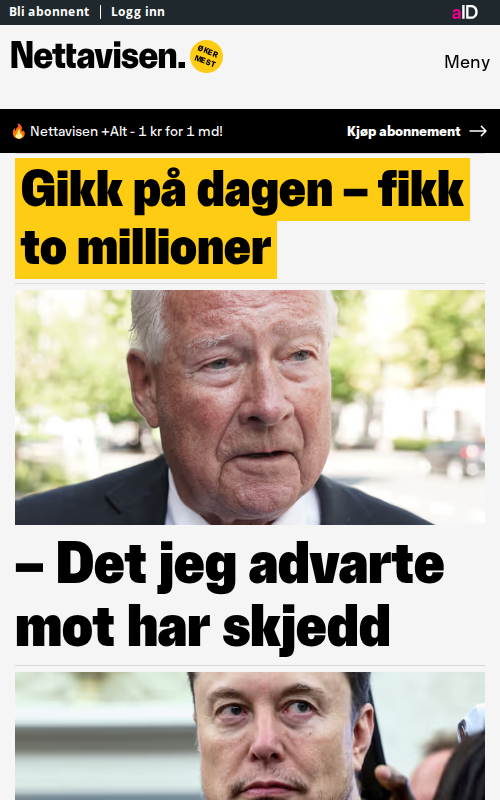 Bli abonnent | Logg inn
aID
Nettavisen.
ØKER
MEST
Meny
Nettavisen +Alt - 1 kr for 1 md!
Kjøp abonnement
Gikk på dagen – fikk
to millioner
– Det jeg advarte
mot har skjedd